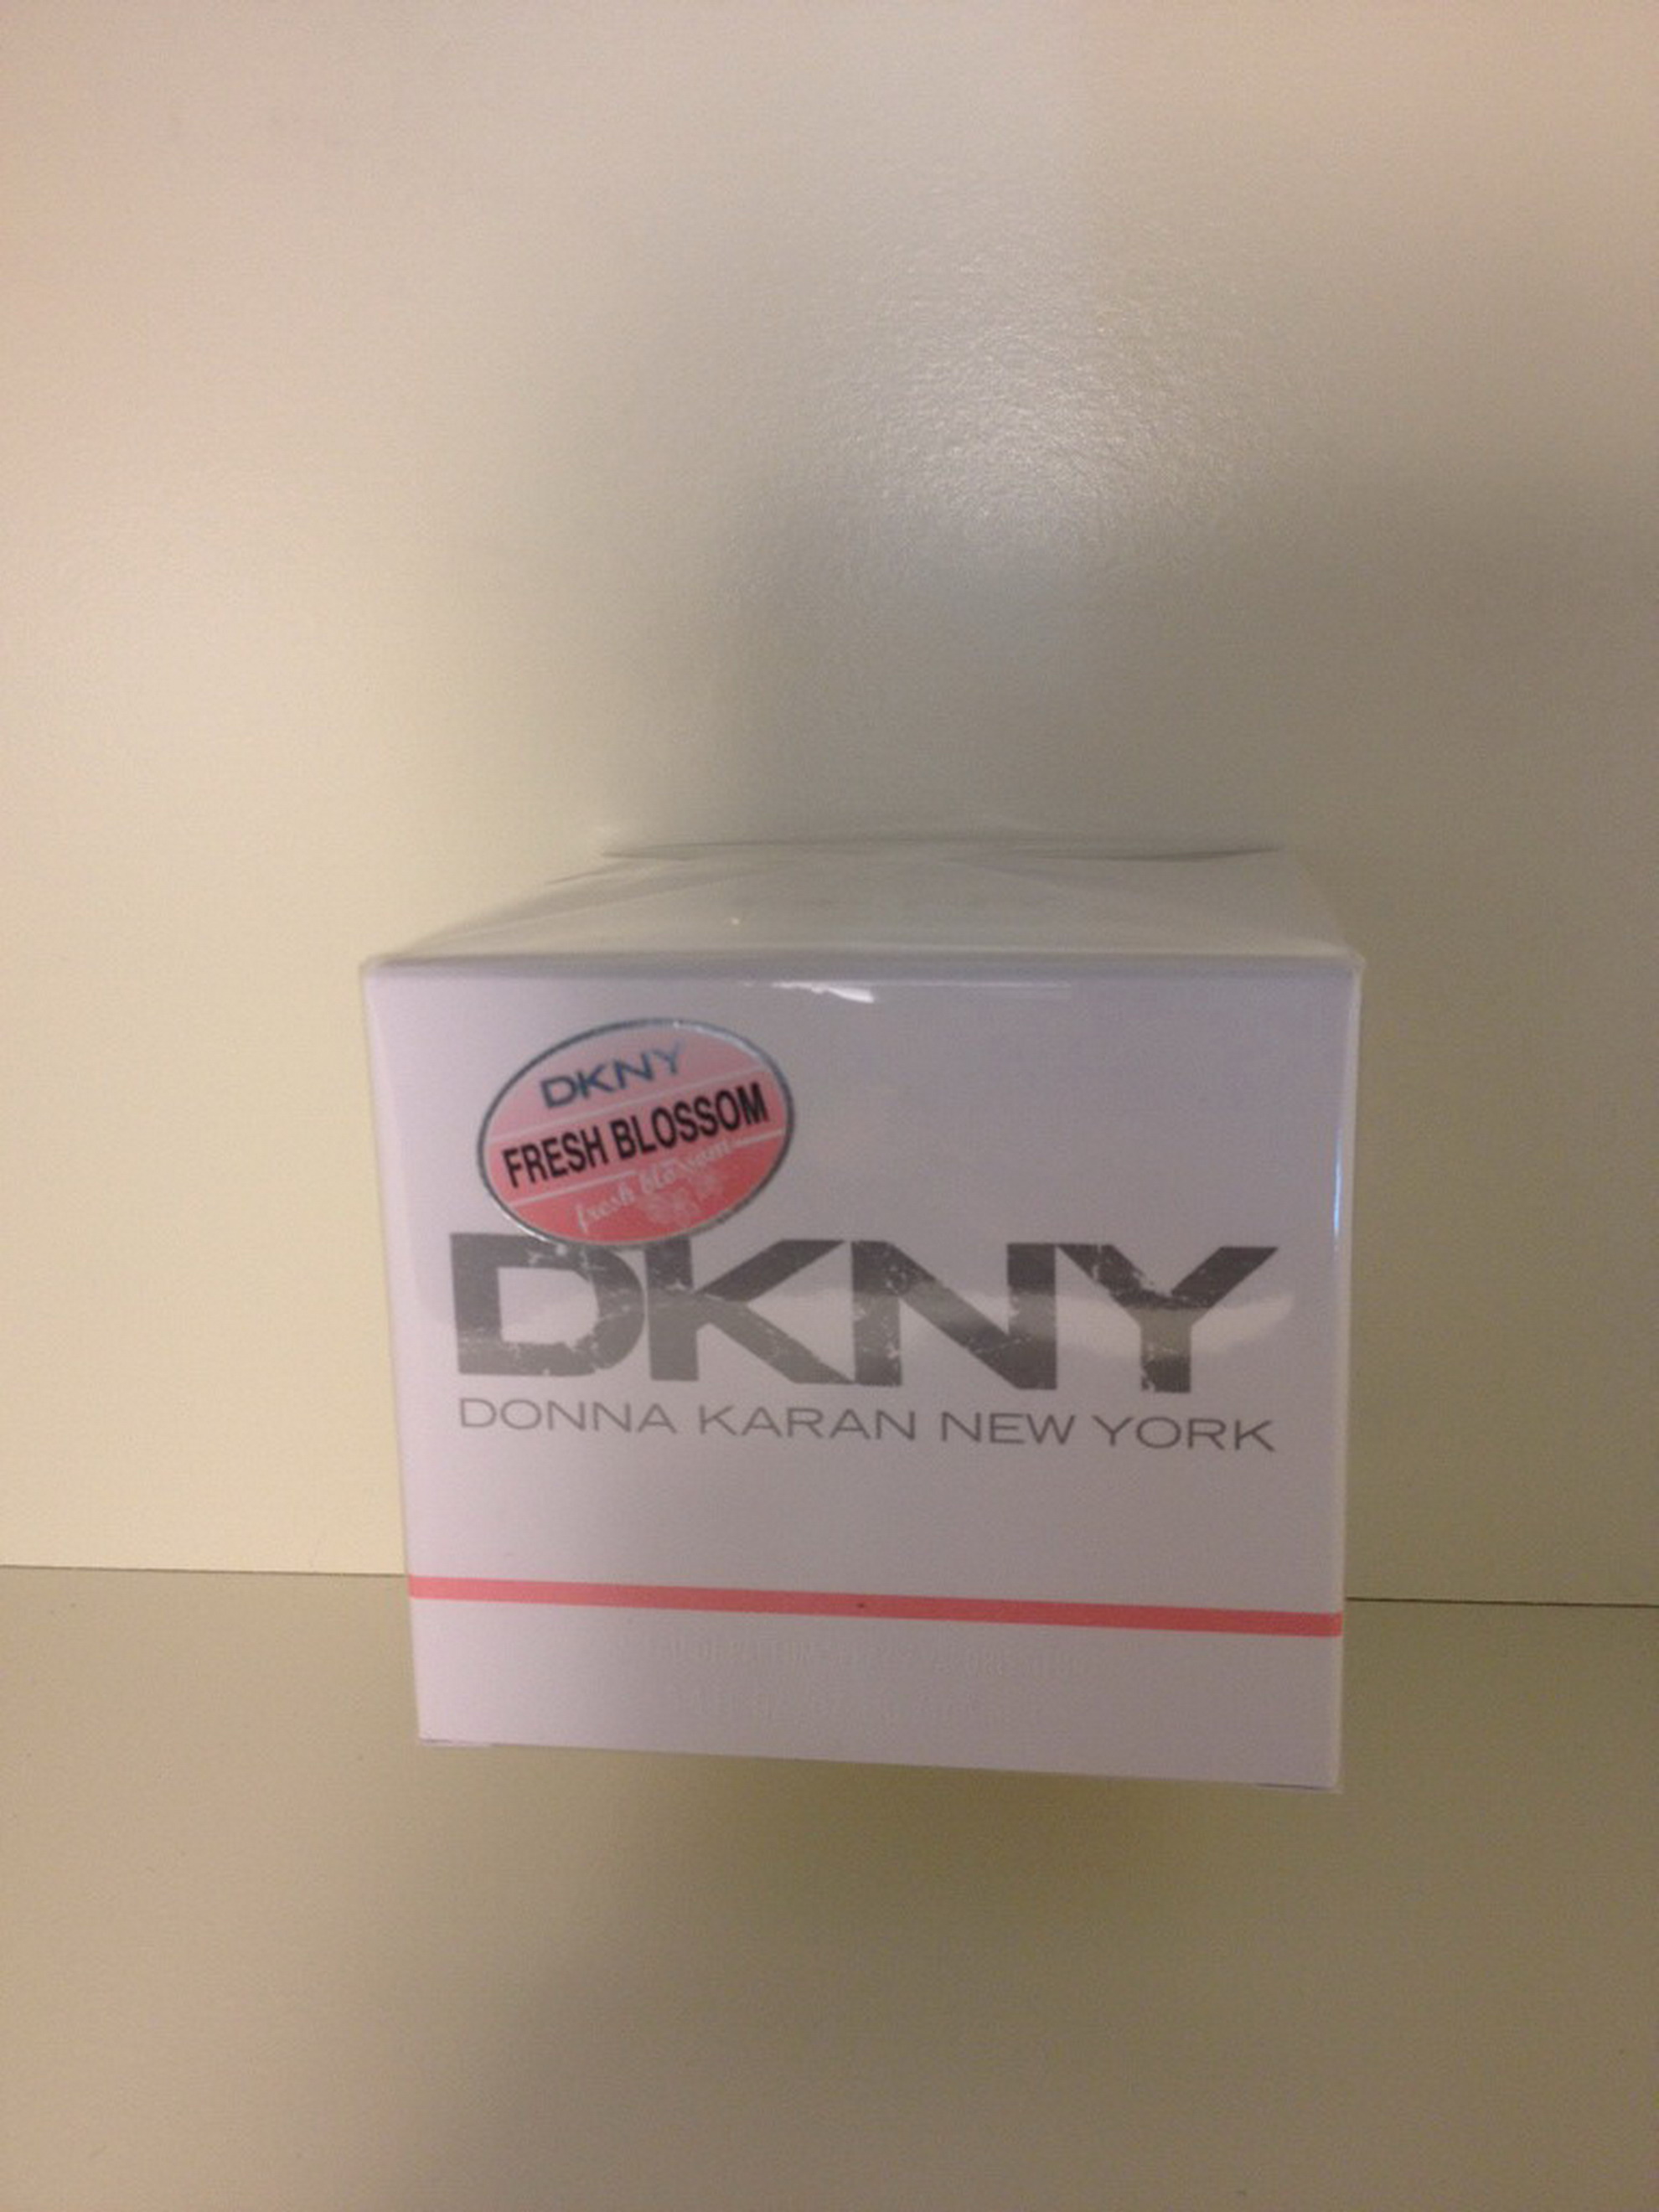 DKNY
FRESH BLOSSOM
fresh blossom
DKNY
DONNA KARAN NEW YORK